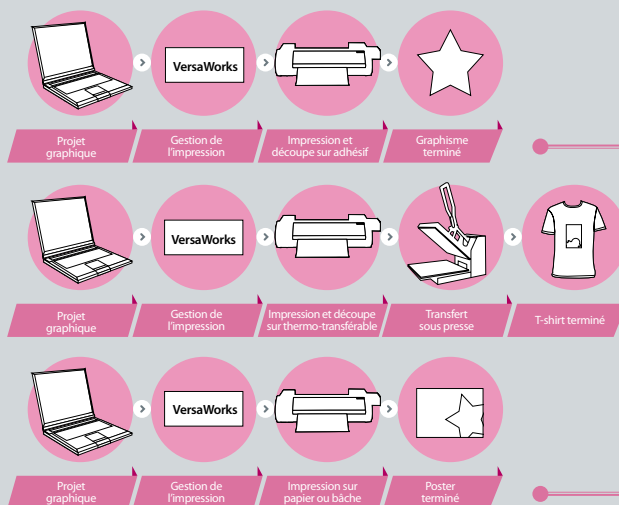 VersaWorks
Projet
graphique
Gestion de
l'impression
Impression et
découpe sur adhésif
Graphisme
terminé
VersaWorks
Projet
graphique
Gestion de
l'impression
Impression et découpe
sur thermo-transférable
Transfert
sous presse
T-shirt terminé
VersaWorks
Projet
graphique
Gestion de
l'impression
Impression sur
papier ou bâche
Poster
terminé